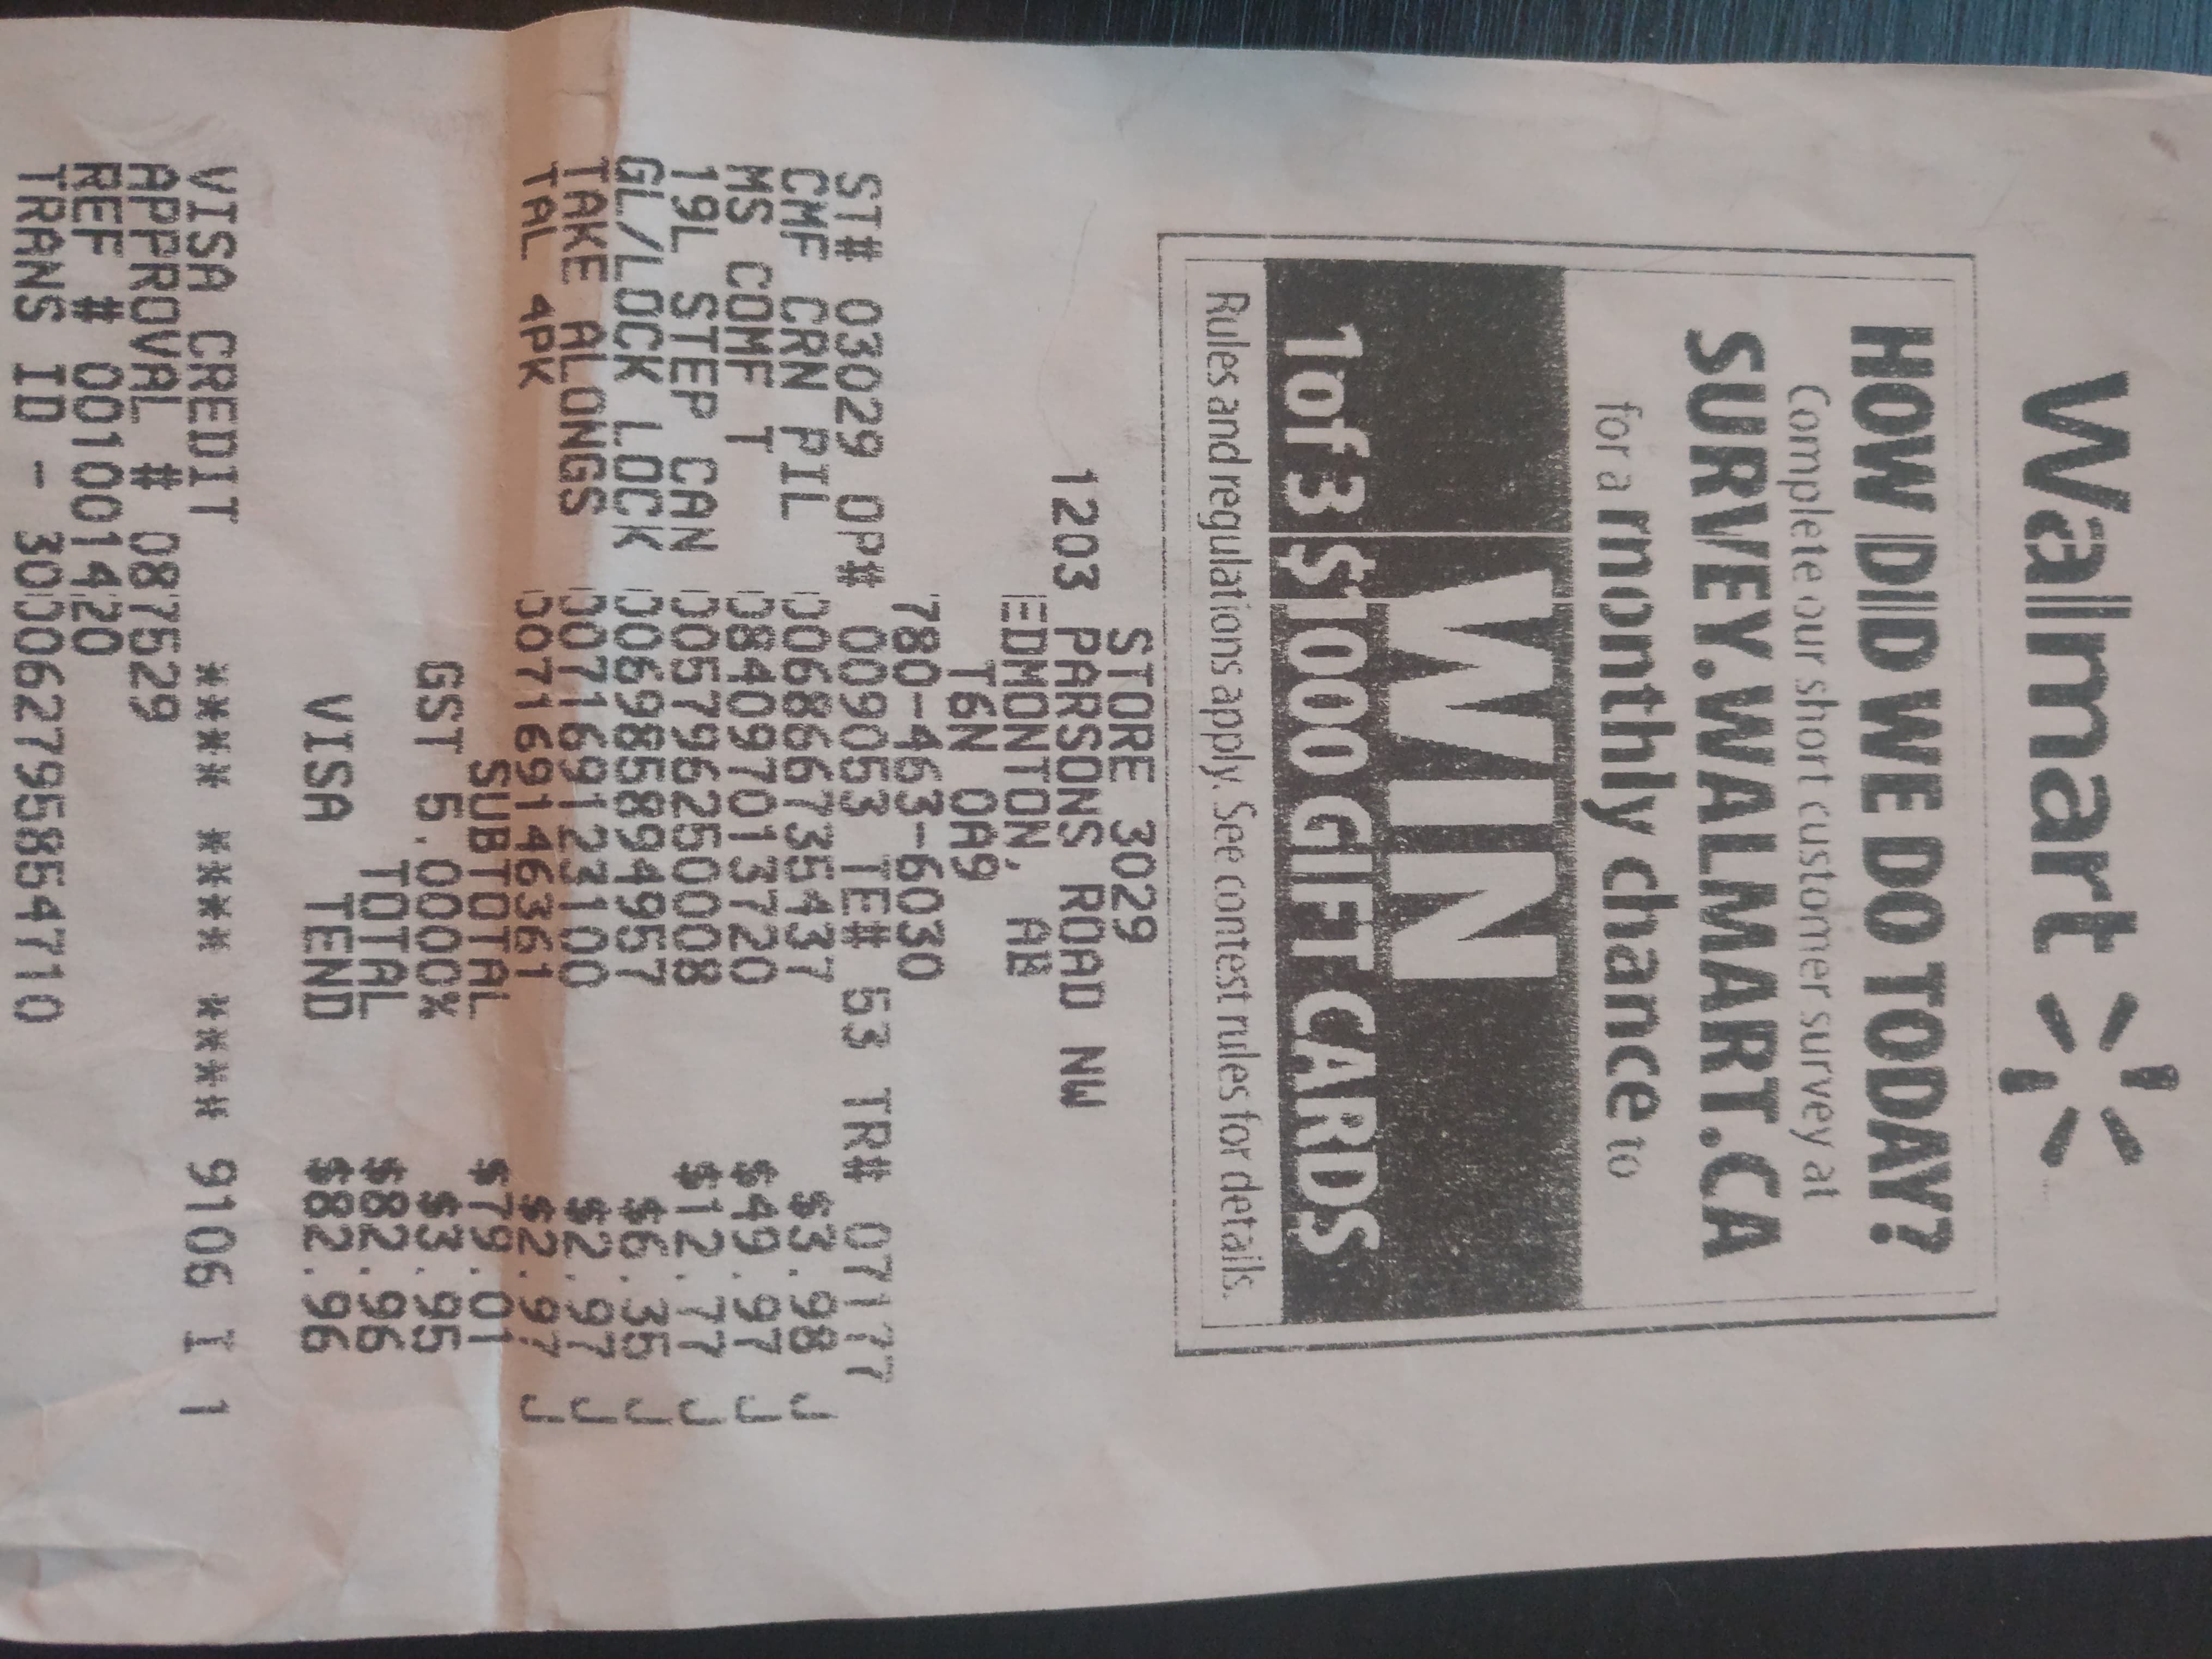 Walmart
HOW DID WE DO TODAY?
Complete our short customer survey at
SURVEY.WALMART.CA
for a monthly chance to
WIN
1 of 3 $1000 GIFT CARDS
Rules and regulations apply. See contest rules for details.
STORE 3029
1203 PARSONS ROAD NW
EDMONTON, AB
T6N 0A9
780-463-6030
ST# 03029 OP# 009053 TE# 53 TR# 07177
CMF CRN PIL 006866735437 $3.98 J
MS COMF T 084097013720 $49.97 J
19L STEP CAN 005796250008 $12.77 J
GL/LOCK LOCK 006985894957 $6.35 J
TAKE ALONGS 007169123100 $2.97 J
TAL 4PK 007169146361 $2.97 J
SUBTOTAL $79.01
GST 5.0000% $3.95
TOTAL $82.96
VISA TEND $82.96
VISA CREDIT **** **** **** 9106 I 1
APPROVAL # 087529
REF # 001001420
TRANS ID - 300627958854710